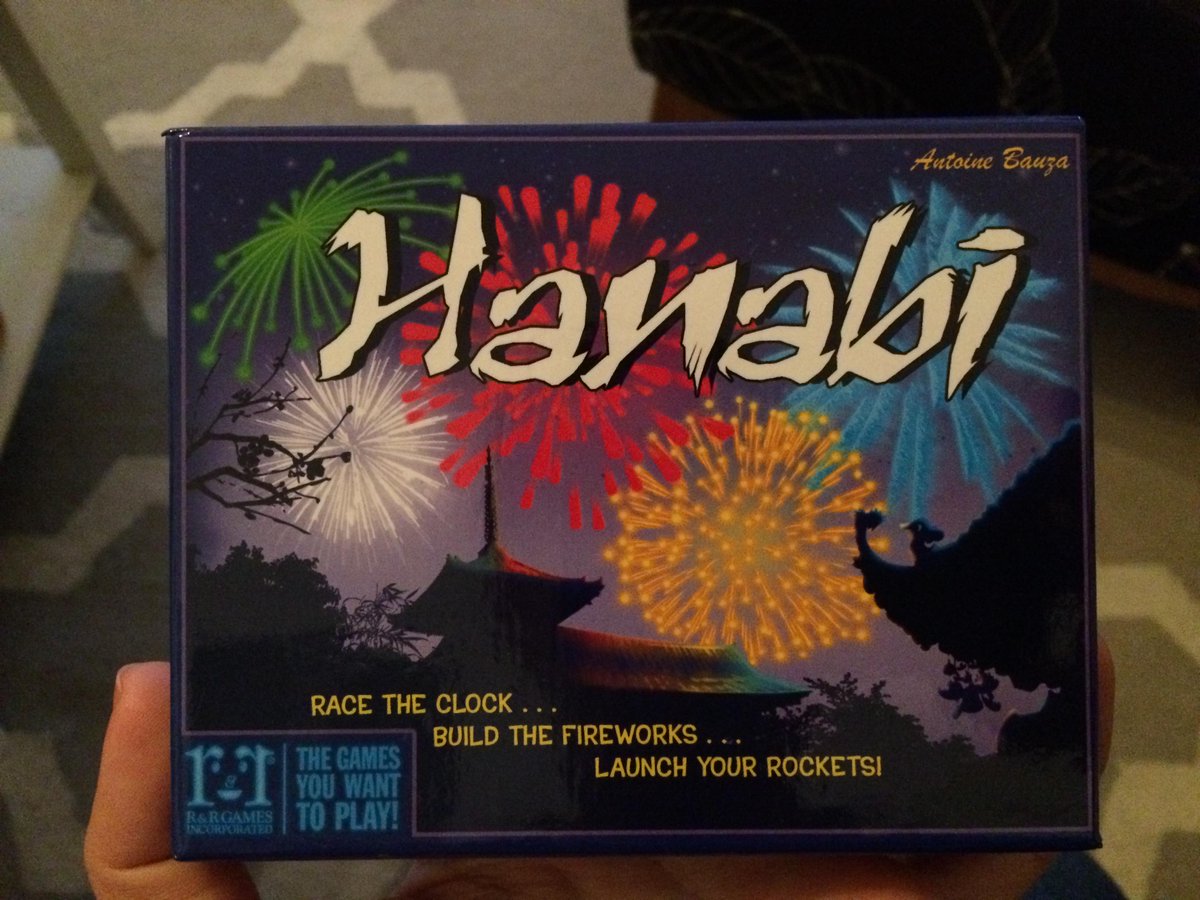 Antoine Bauza
Hanabi
RACE THE CLOCK . . .
BUILD THE FIREWORKS . . .
LAUNCH YOUR ROCKETS!
r&r
R&R GAMES
INCORPORATED
THE GAMES
YOU WANT
TO PLAY!